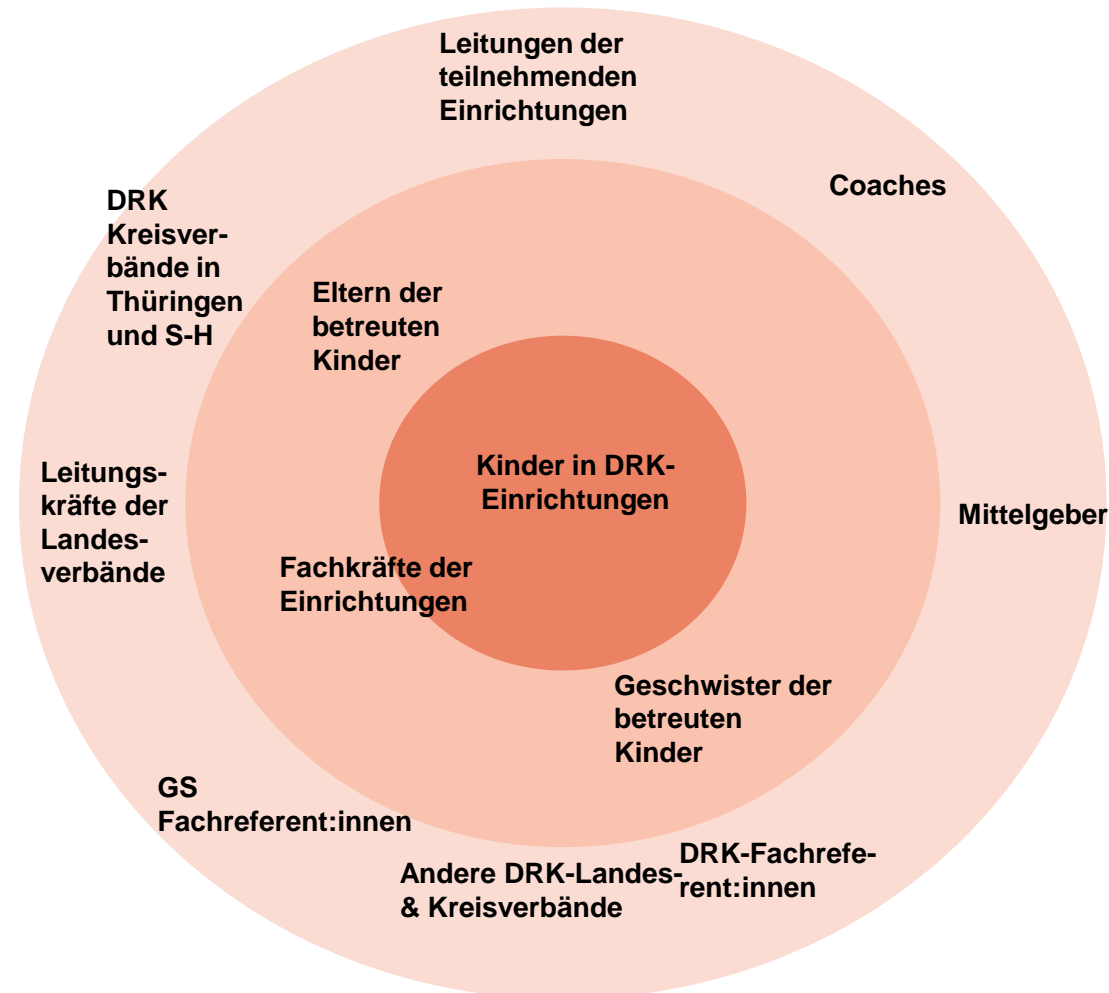 Leitungen der
teilnehmenden
Einrichtungen
Coaches
DRK
Kreisver-
bände in
Thüringen
und S-H
Eltern der
betreuten
Kinder
Kinder in DRK-
Einrichtungen
Leitungs-
kräfte der
Landes-
verbände
Mittelgeber
Fachkräfte der
Einrichtungen
Geschwister der
betreuten
Kinder
GS
Fachreferent:innen
Andere DRK-Landes-
& Kreisverbände
DRK-Fachrefe-
rent:innen